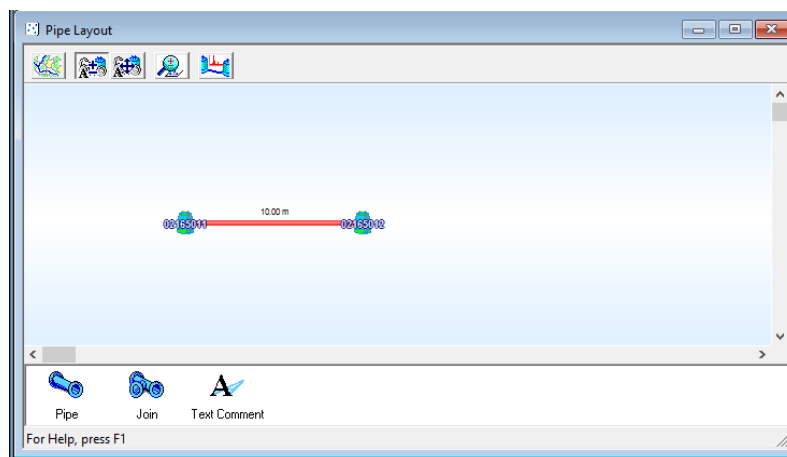 Pipe Layout
10.00 m
02165011 02165012
Pipe Join Text Comment
For Help, press F1